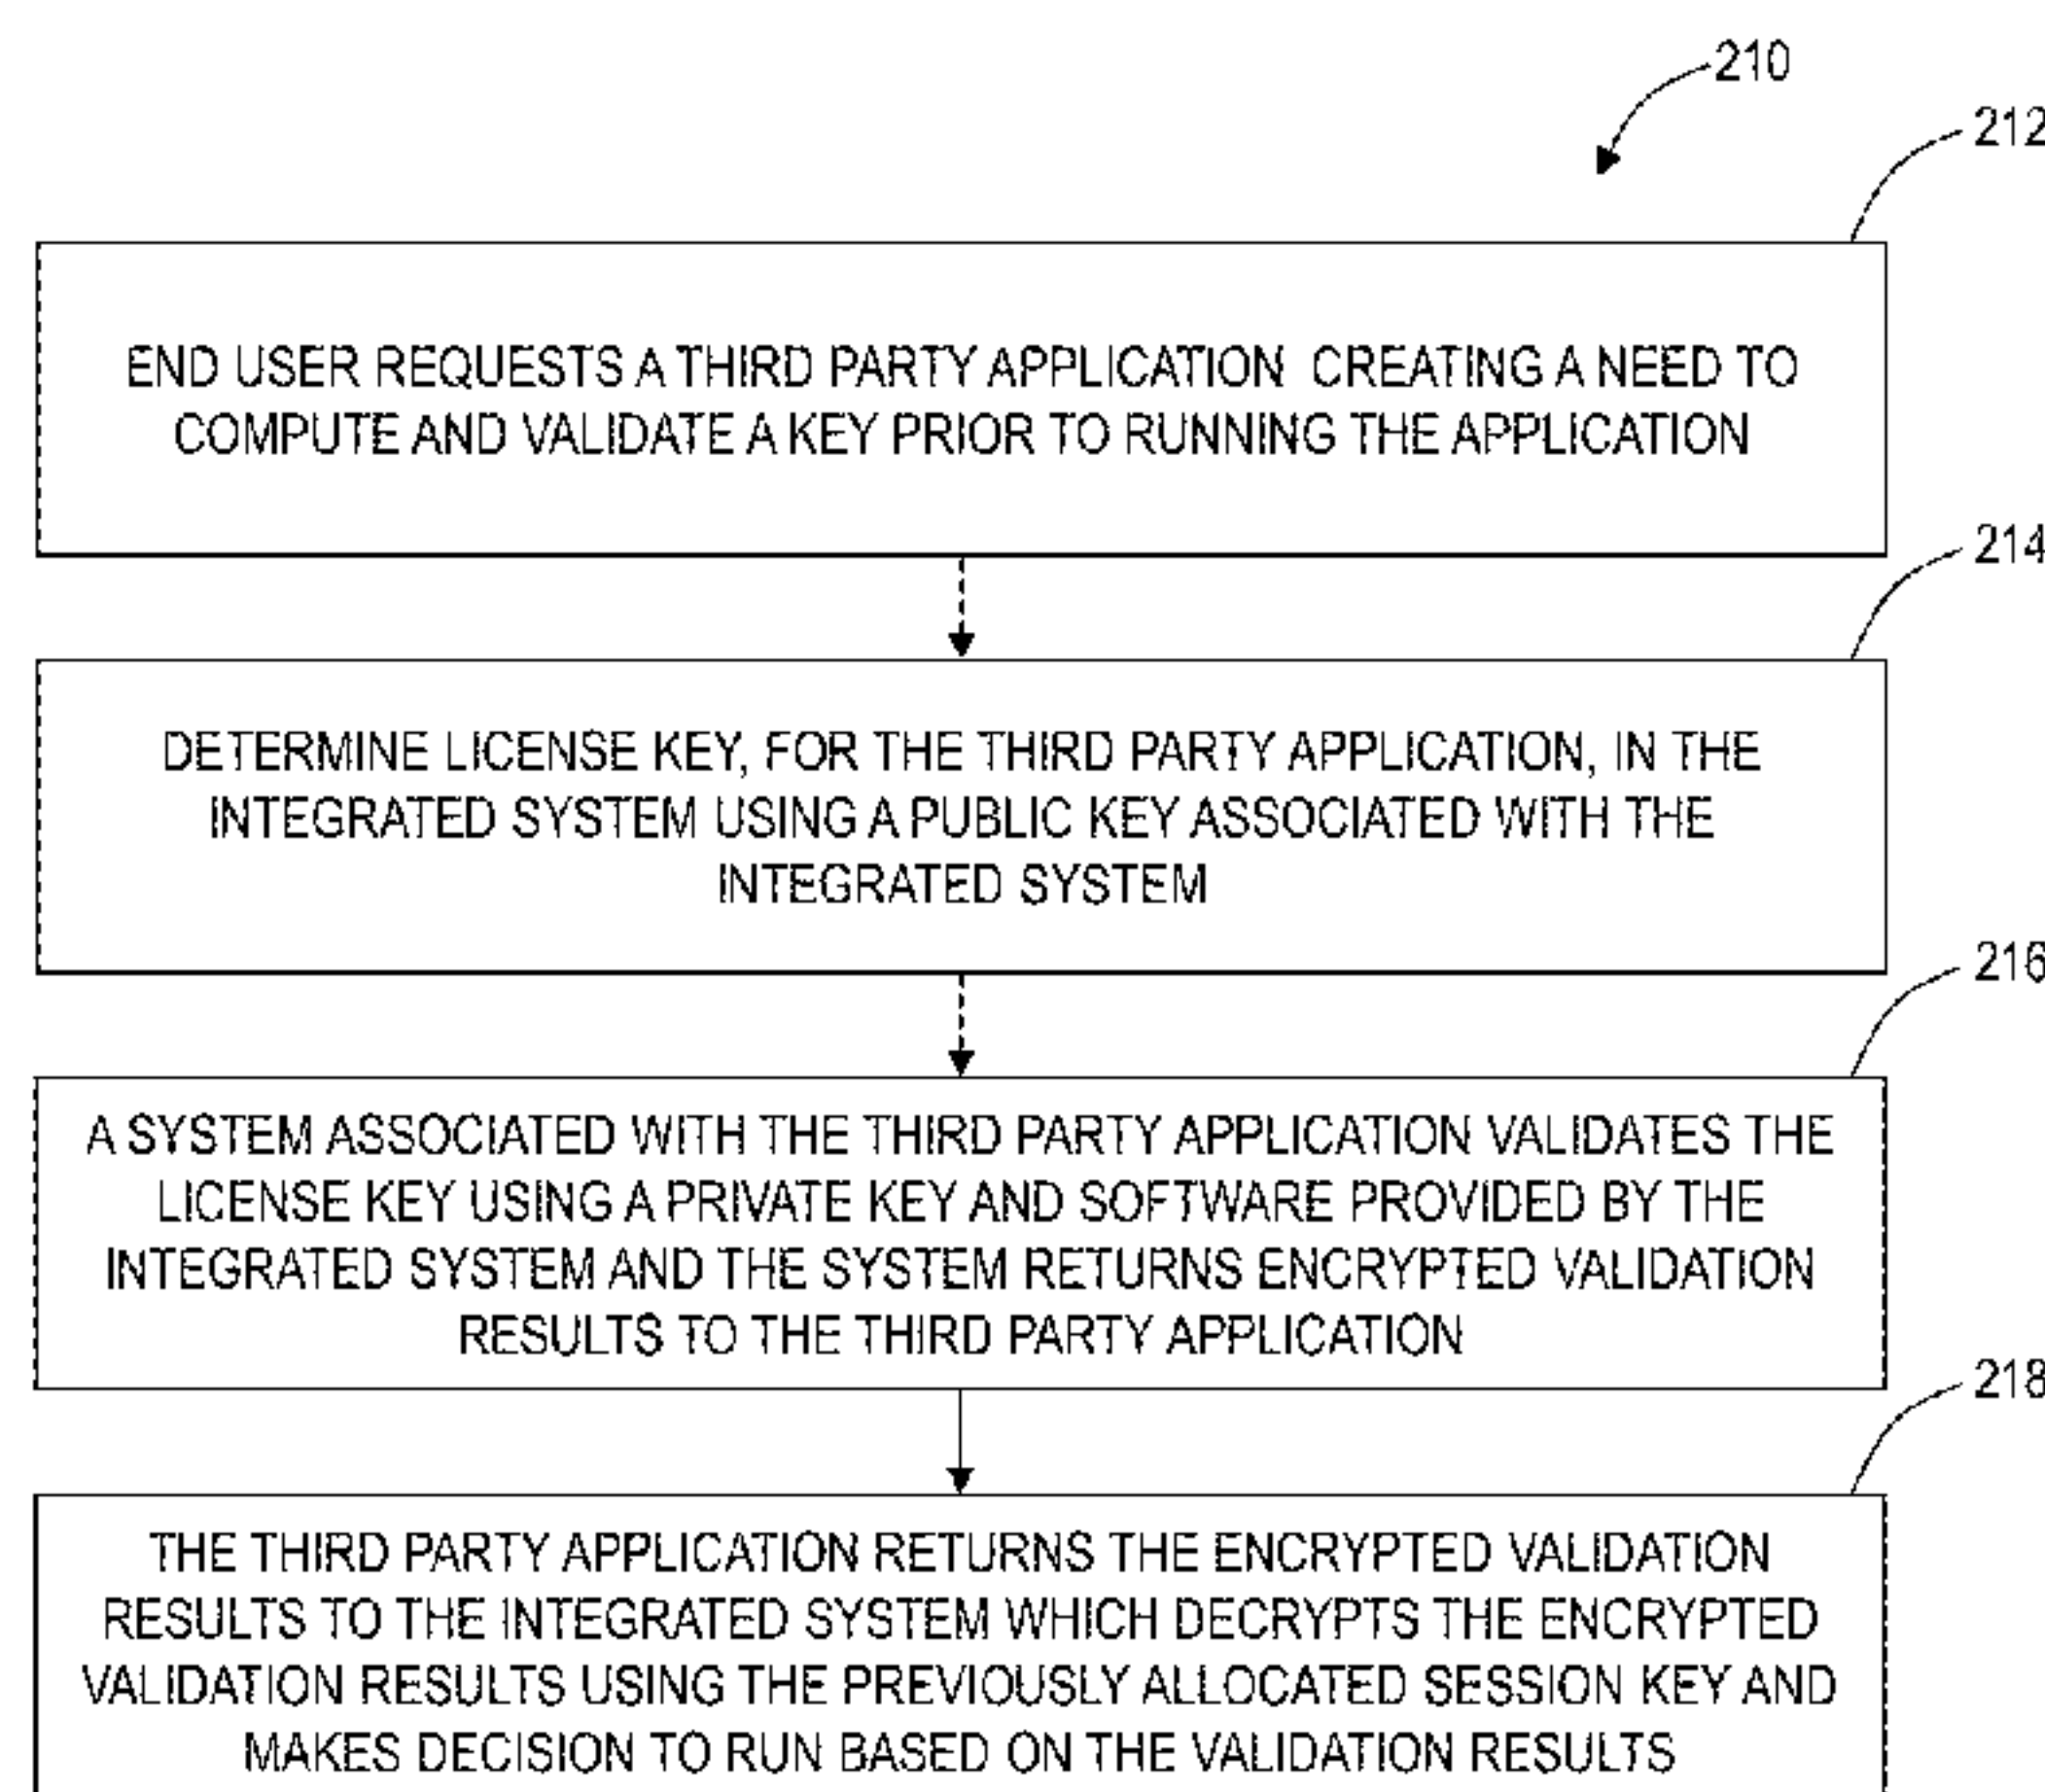 210
212
END USER REQUESTS A THIRD PARTY APPLICATION CREATING A NEED TO
COMPUTE AND VALIDATE A KEY PRIOR TO RUNNING THE APPLICATION
214
DETERMINE LICENSE KEY, FOR THE THIRD PARTY APPLICATION, IN THE
INTEGRATED SYSTEM USING A PUBLIC KEY ASSOCIATED WITH THE
INTEGRATED SYSTEM
216
A SYSTEM ASSOCIATED WITH THE THIRD PARTY APPLICATION VALIDATES THE
LICENSE KEY USING A PRIVATE KEY AND SOFTWARE PROVIDED BY THE
INTEGRATED SYSTEM AND THE SYSTEM RETURNS ENCRYPTED VALIDATION
RESULTS TO THE THIRD PARTY APPLICATION
218
THE THIRD PARTY APPLICATION RETURNS THE ENCRYPTED VALIDATION
RESULTS TO THE INTEGRATED SYSTEM WHICH DECRYPTS THE ENCRYPTED
VALIDATION RESULTS USING THE PREVIOUSLY ALLOCATED SESSION KEY AND
MAKES DECISION TO RUN BASED ON THE VALIDATION RESULTS